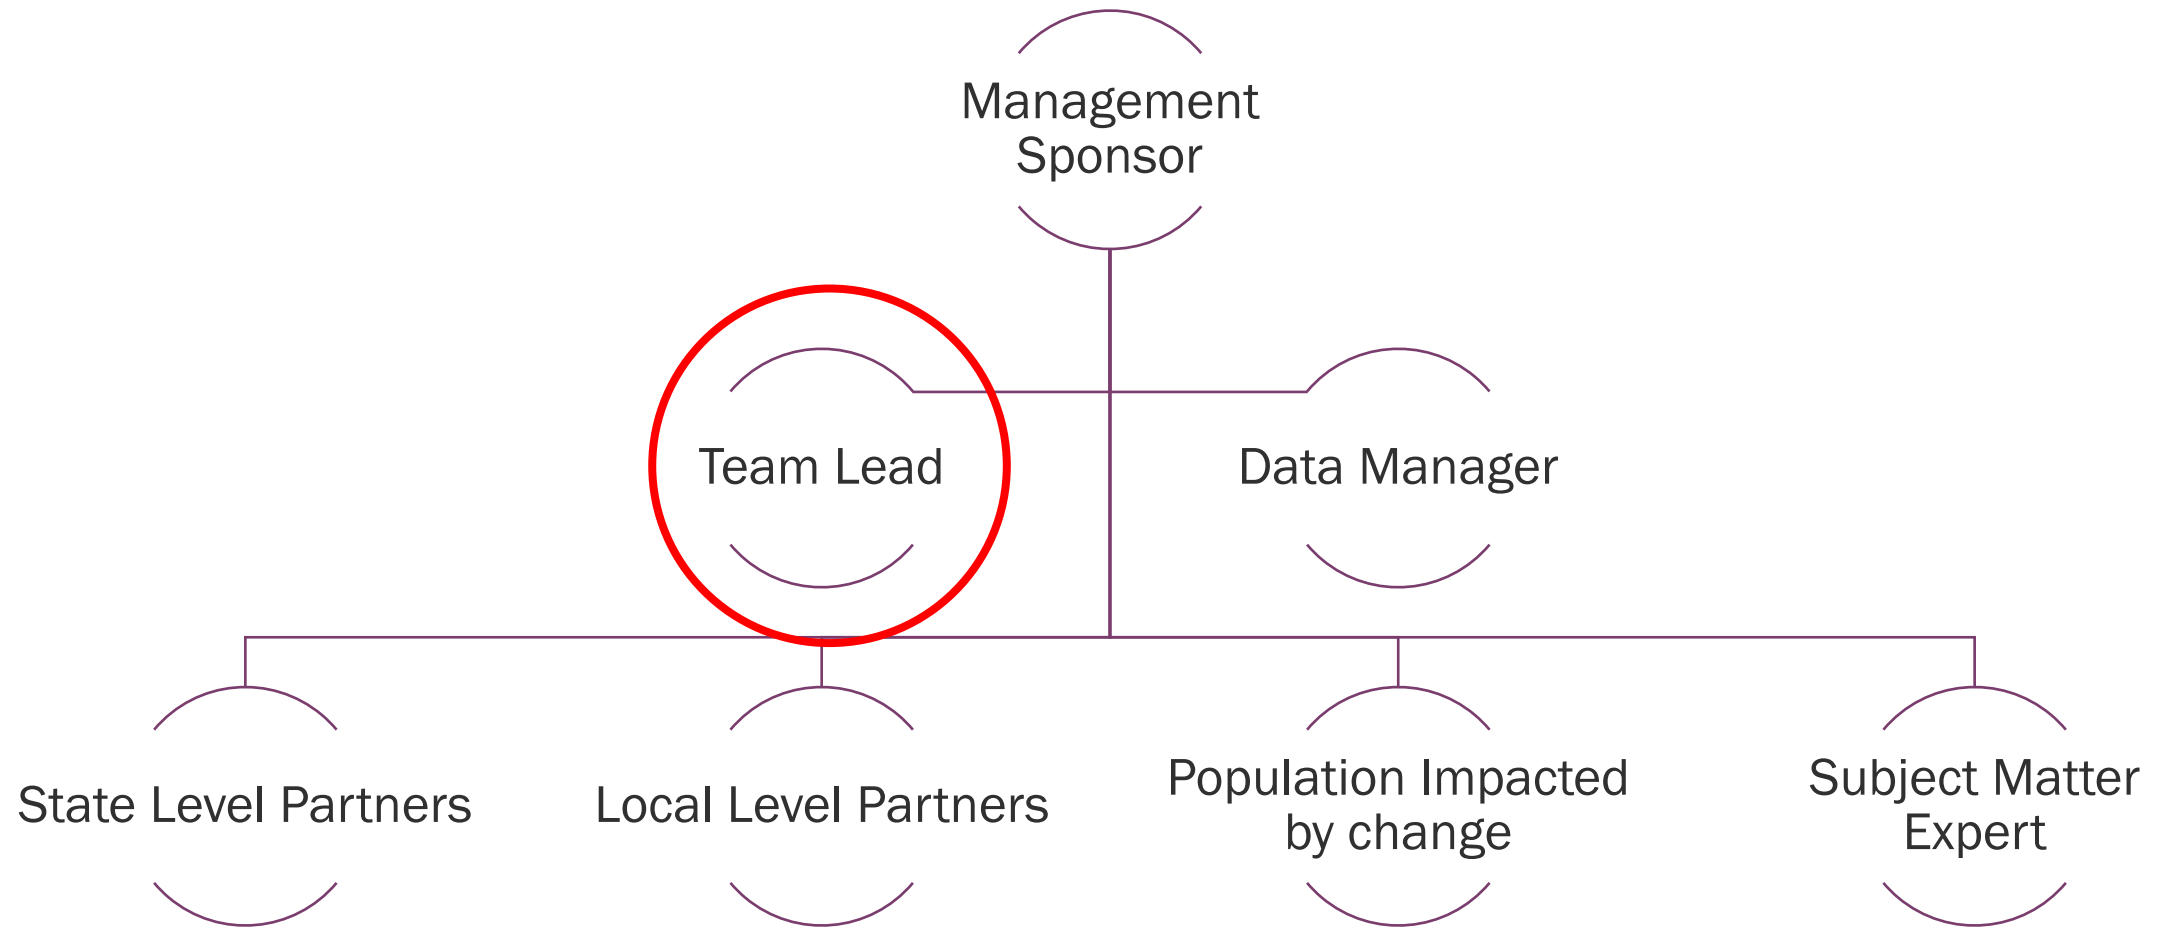 Management
Sponsor
Team Lead
Data Manager
State Level Partners
Local Level Partners
Population Impacted
by change
Subject Matter
Expert